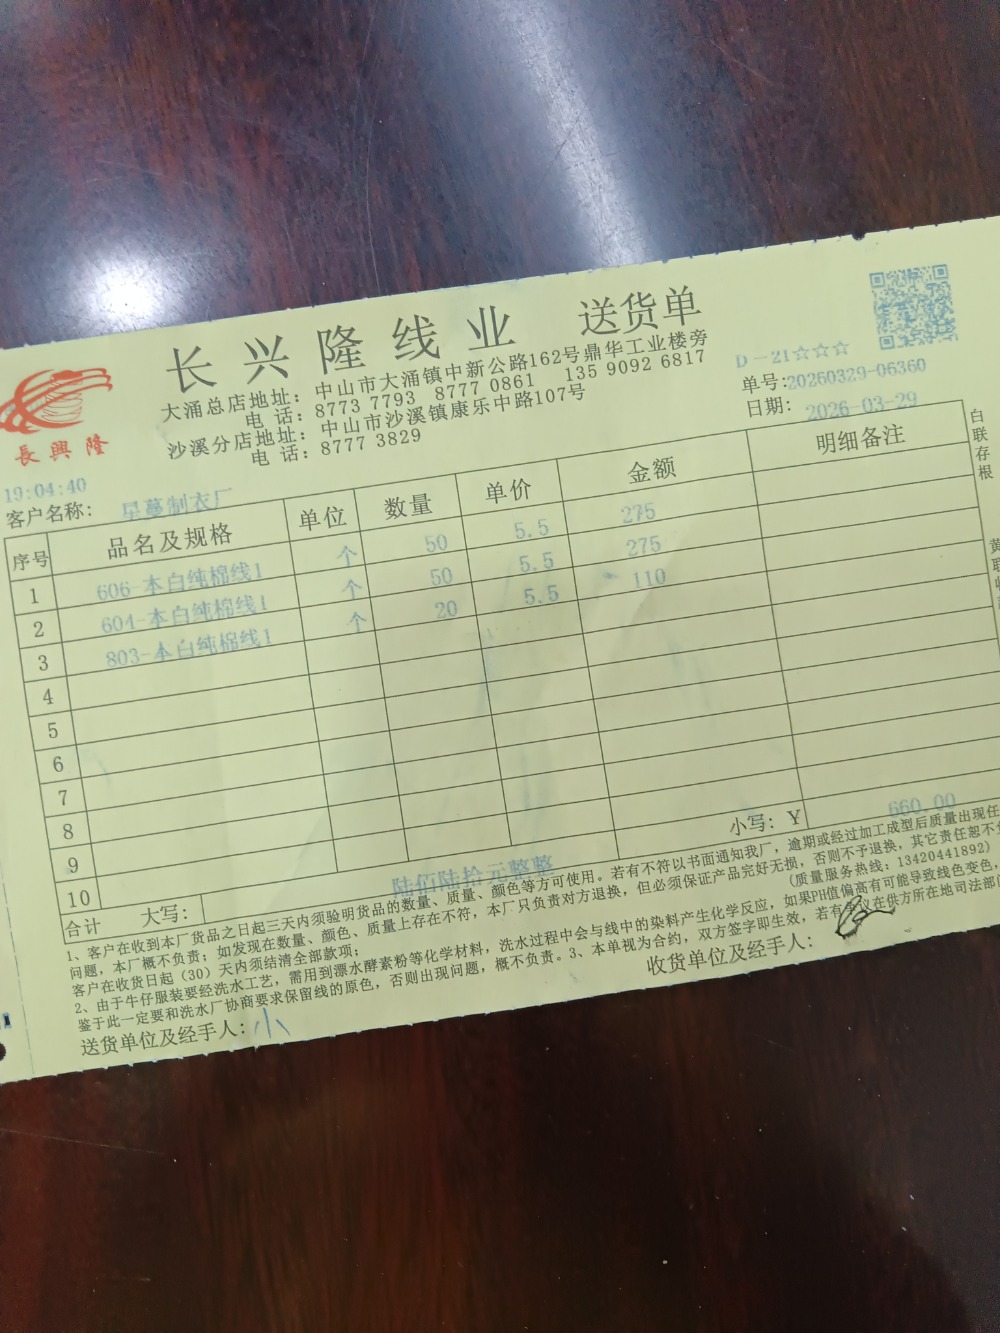 长兴隆线业 送货单
大涌总店地址：中山市大涌镇中新公路162号鼎华工业楼旁
电 话：8773 7793 8777 0861 135 9092 6817
沙溪分店地址：中山市沙溪镇康乐中路107号
电 话：8777 3829
長興隆
D-21☆☆☆
单号:20260329-06360
日期：2026-03-29
19:04:40
客户名称：星蔓制衣厂
序号 品名及规格 单位 数量 单价 金额 明细备注
1 606-本白纯棉线1 个 50 5.5 275
2 604-本白纯棉线1 个 50 5.5 275
3 803-本白纯棉线1 个 20 5.5 110
4
5
6
7
8
9
10
合计 大写：陆佰陆拾元整整 小写：Y 660.00
1、客户在收到本厂货品之日起三天内须验明货品的数量、质量、颜色等方可使用。若有不符以书面通知我厂，逾期或经过加工成型后质量出现任
问题，本厂概不负责；如发现在数量、颜色、质量上存在不符，本厂只负责对方退换，但必须保证产品完好无损，否则不予退换，其它责任恕不
客户在收货日起（30）天内须结清全部款项； （质量服务热线：13420441892）
2、由于牛仔服装要经洗水工艺，需用到漂水酵素粉等化学材料，洗水过程中会与线中的染料产生化学反应，如果PH值偏高有可能导致线色变色，
鉴于此一定要和洗水厂协商要求保留线的原色，否则出现问题，概不负责。3、本单视为合约，双方签字即生效，若有争议在供方所在地司法部
送货单位及经手人：小
收货单位及经手人：
白联存根
黄联